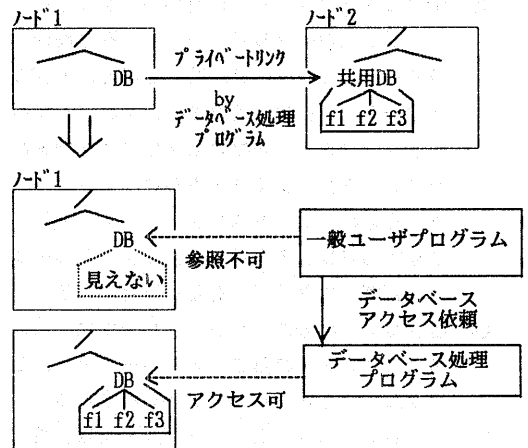 ノード1
ノード2
DB
プライベートリンク
by
データベース処理
プログラム
共用DB
f1 f2 f3
ノード1
DB
見えない
参照不可
一般ユーザプログラム
データベース
アクセス依頼
DB
f1 f2 f3
アクセス可
データベース処理
プログラム